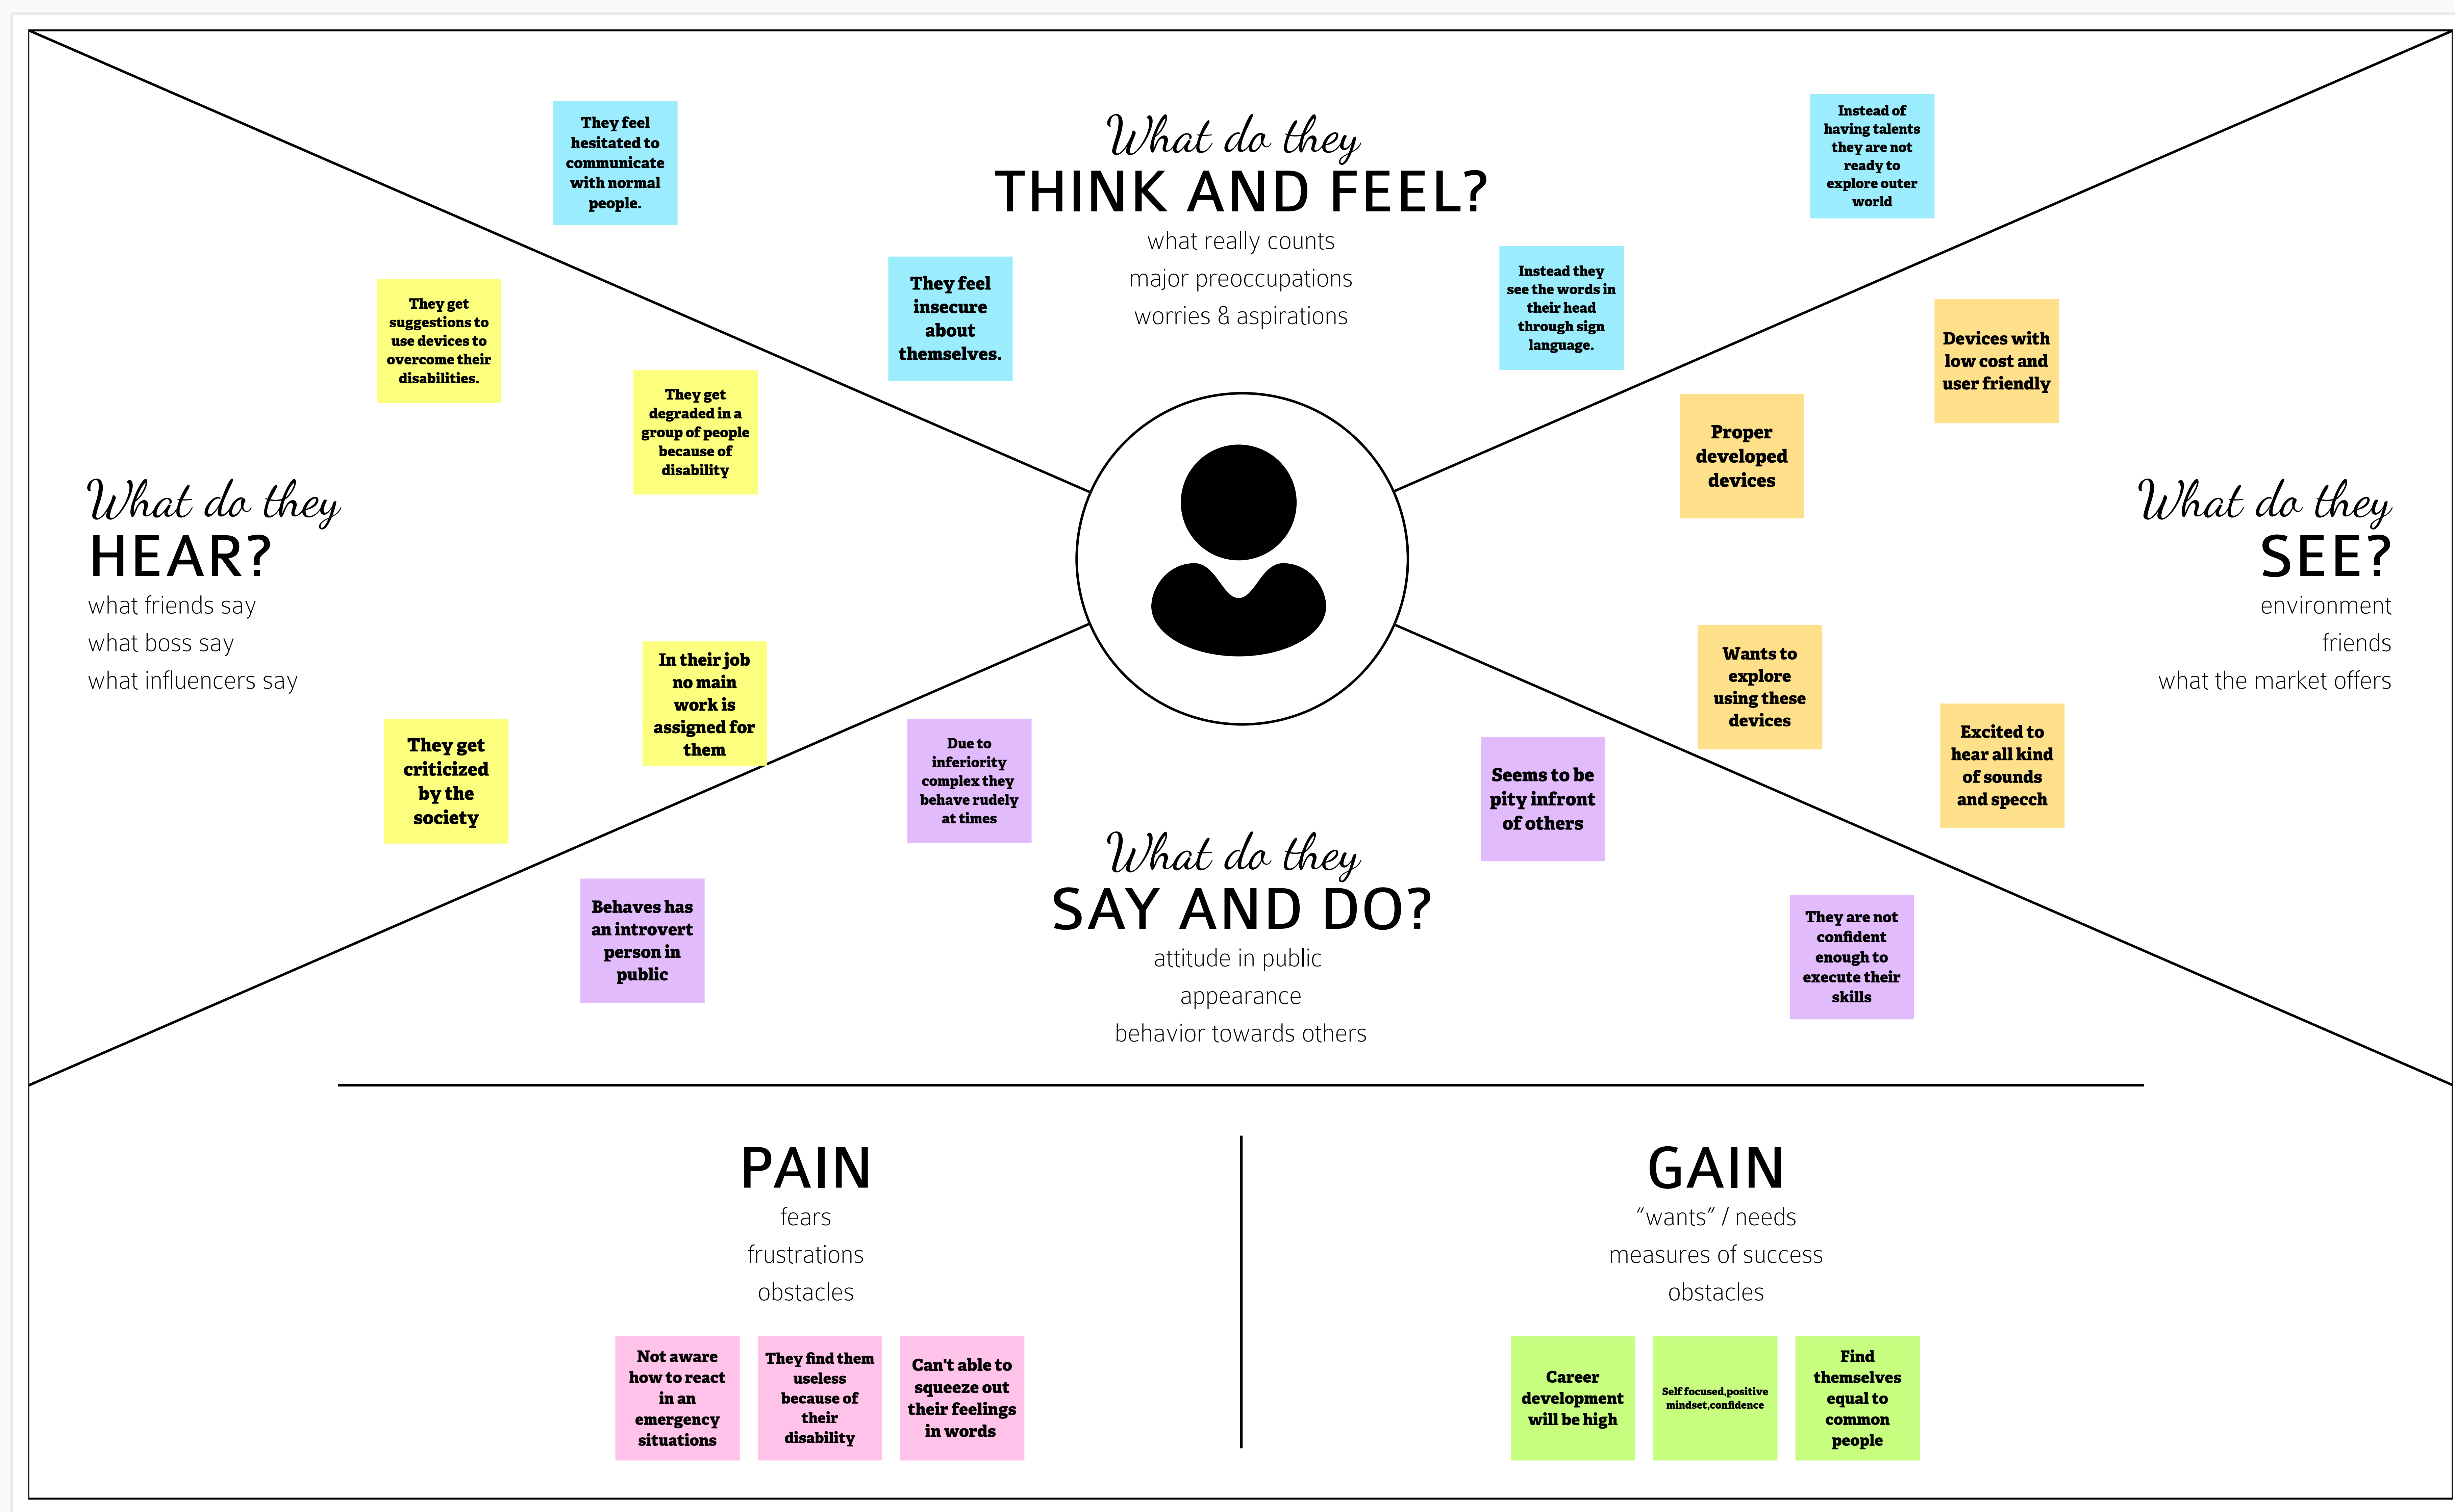 What do they
THINK AND FEEL?
what really counts
major preoccupations
worries & aspirations
They feel
hesitated to
communicate
with normal
people.
They feel
insecure
about
themselves.
Instead they
see the words in
their head
through sign
language.
Instead of
having talents
they are not
ready to
explore outer
world
What do they
HEAR?
what friends say
what boss say
what influencers say
They get
suggestions to
use devices to
overcome their
disabilities.
They get
degraded in a
group of people
because of
disability
In their job
no main
work is
assigned for
them
They get
criticized
by the
society
What do they
SEE?
environment
friends
what the market offers
Devices with
low cost and
user friendly
Proper
developed
devices
Wants to
explore
using these
devices
Excited to
hear all kind
of sounds
and specch
What do they
SAY AND DO?
attitude in public
appearance
behavior towards others
Due to
inferiority
complex they
behave rudely
at times
Behaves has
an introvert
person in
public
Seems to be
pity infront
of others
They are not
confident
enough to
execute their
skills
PAIN
fears
frustrations
obstacles
Not aware
how to react
in an
emergency
situations
They find them
useless
because of
their
disability
Can't able to
squeeze out
their feelings
in words
GAIN
“wants” / needs
measures of success
obstacles
Career
development
will be high
Self focused,positive
mindset,confidence
Find
themselves
equal to
common
people